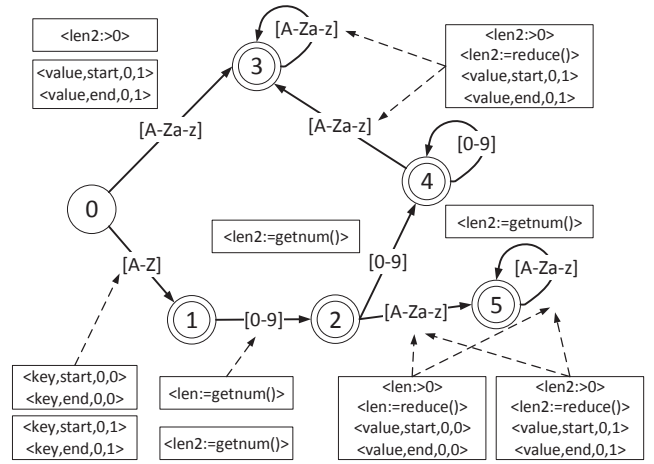 <len2:>0>
<value,start,0,1>
<value,end,0,1>
[A-Za-z]
3
<len2:>0>
<len2:=reduce()>
<value,start,0,1>
<value,end,0,1>
[A-Za-z]
[A-Za-z]
[0-9]
4
0
<len2:=getnum()>
<len2:=getnum()>
[A-Z]
[0-9]
[A-Za-z]
1
[0-9]
2
[A-Za-z]
5
<key,start,0,0>
<key,end,0,0>
<key,start,0,1>
<key,end,0,1>
<len:=getnum()>
<len2:=getnum()>
<len:>0>
<len:=reduce()>
<value,start,0,0>
<value,end,0,0>
<len2:>0>
<len2:=reduce()>
<value,start,0,1>
<value,end,0,1>